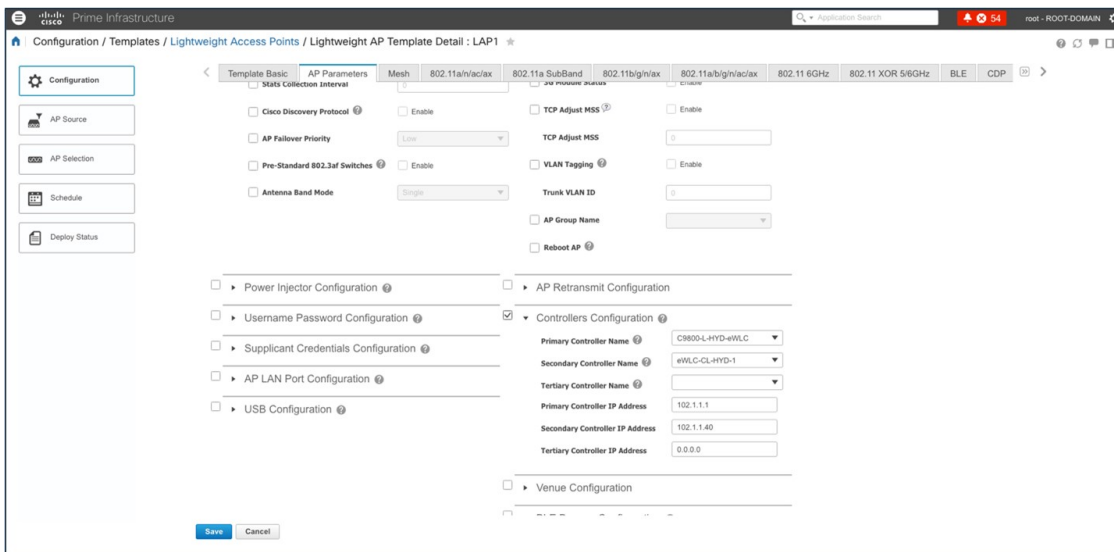 cisco Prime Infrastructure
Application Search
54
root - ROOT-DOMAIN
Configuration / Templates / Lightweight Access Points / Lightweight AP Template Detail : LAP1
Configuration
AP Source
AP Selection
Schedule
Deploy Status
Template Basic
AP Parameters
Mesh
802.11a/n/ac/ax
802.11a SubBand
802.11b/g/n/ax
802.11a/b/g/n/ac/ax
802.11 6GHz
802.11 XOR 5/6GHz
BLE
CDP
Stats Collection Interval
0
Cisco Discovery Protocol ? Enable
AP Failover Priority Low
Pre-Standard 802.3af Switches ? Enable
Antenna Band Mode Single
3G Module Status Enable
TCP Adjust MSS ? Enable
TCP Adjust MSS 0
VLAN Tagging ? Enable
Trunk VLAN ID 0
AP Group Name
Reboot AP ?
Power Injector Configuration ?
Username Password Configuration ?
Supplicant Credentials Configuration ?
AP LAN Port Configuration ?
USB Configuration ?
AP Retransmit Configuration
Controllers Configuration ?
Primary Controller Name ? C9800-L-HYD-eWLC
Secondary Controller Name ? eWLC-CL-HYD-1
Tertiary Controller Name ?
Primary Controller IP Address 102.1.1.1
Secondary Controller IP Address 102.1.1.40
Tertiary Controller IP Address 0.0.0.0
Venue Configuration
Save
Cancel